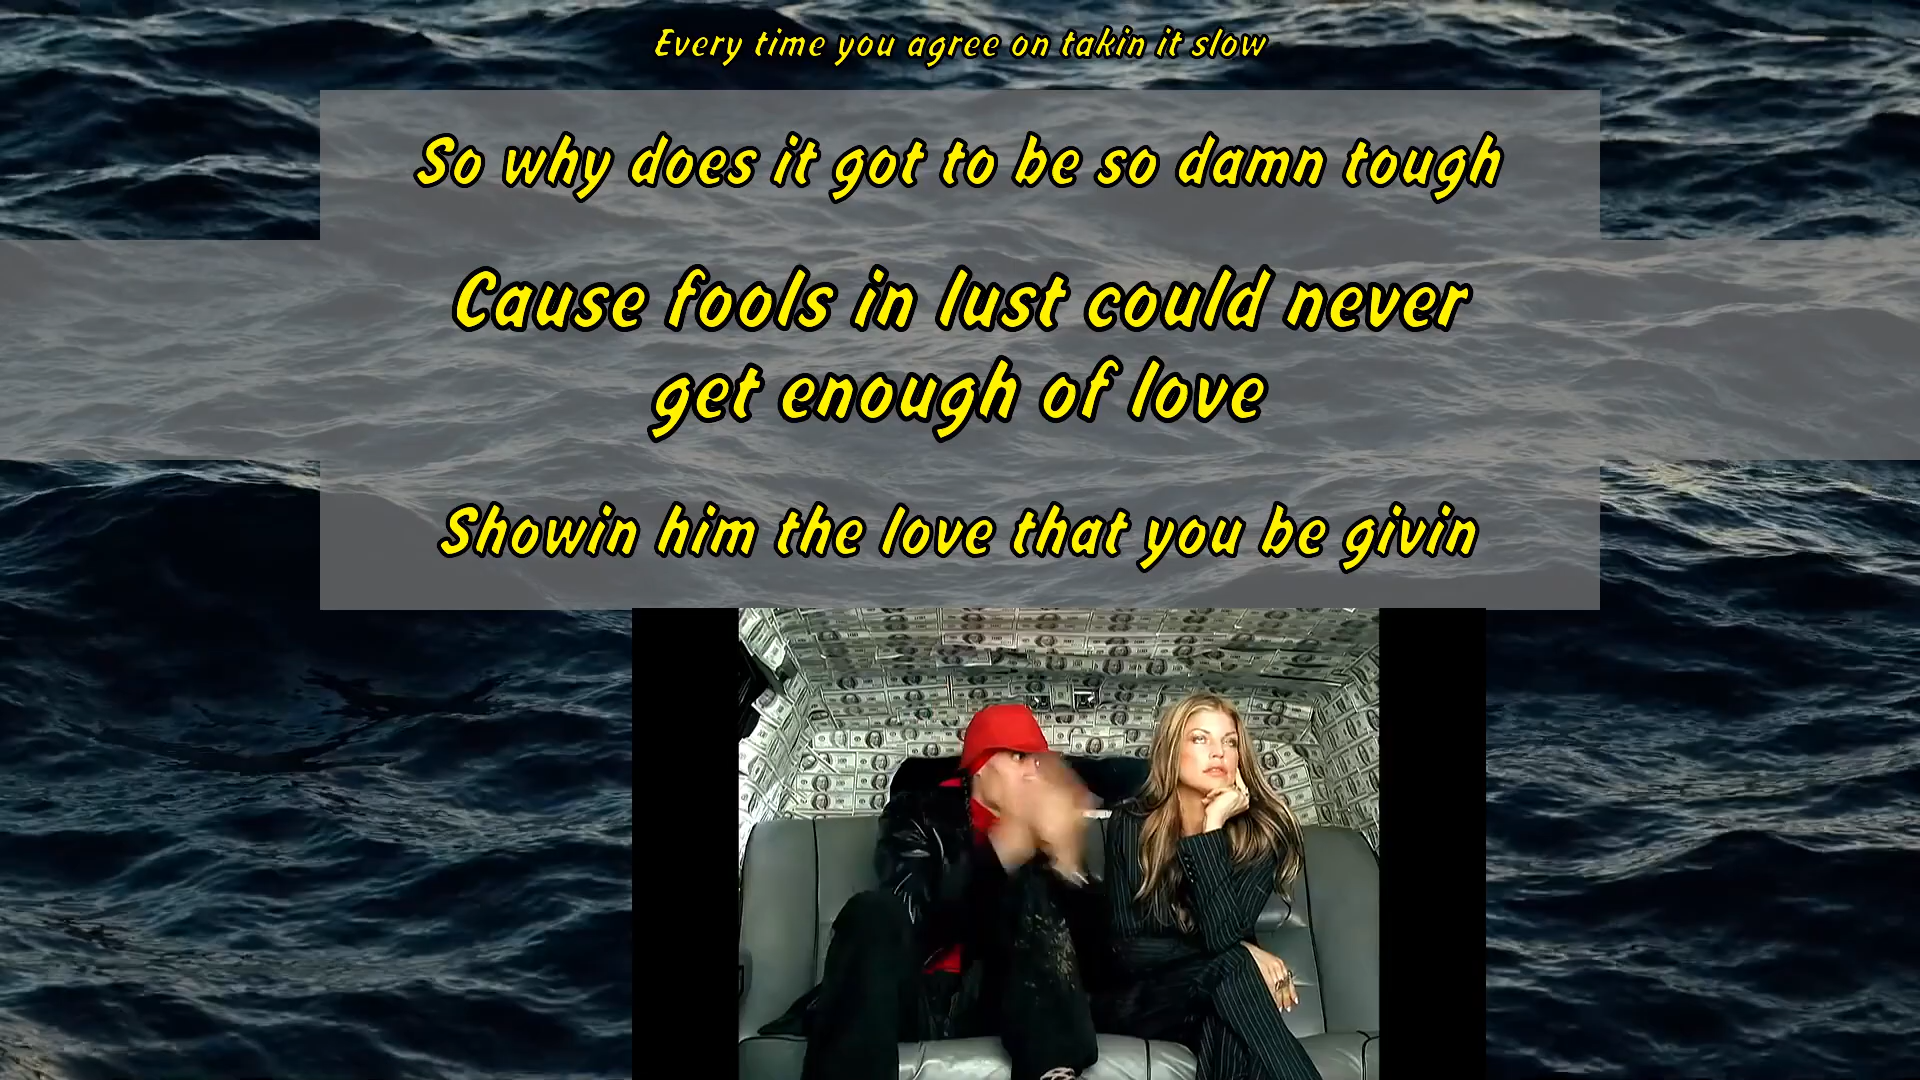 Every time you agree on takin it slow
So why does it got to be so damn tough
Cause fools in lust could never
get enough of love
Showin him the love that you be givin